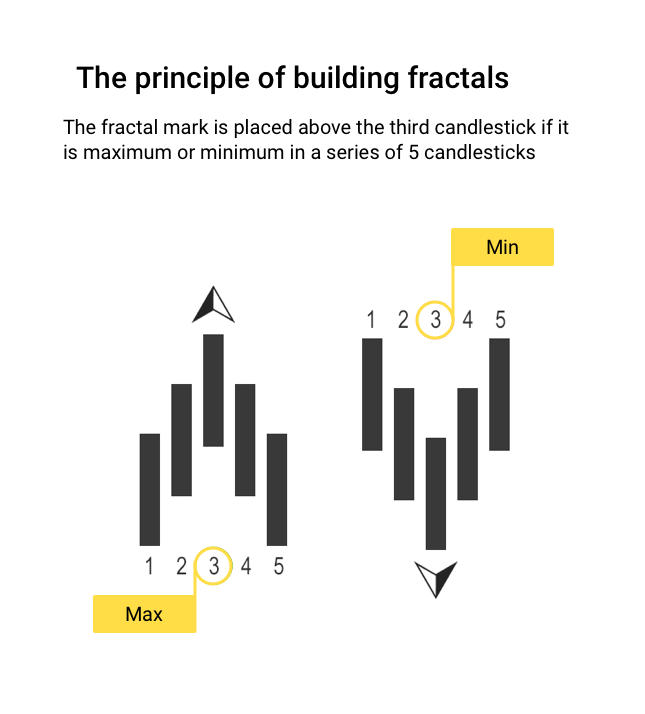 The principle of building fractals
The fractal mark is placed above the third candlestick if it
is maximum or minimum in a series of 5 candlesticks
Min
1 2 3 4 5
1 2 3 4 5
Max